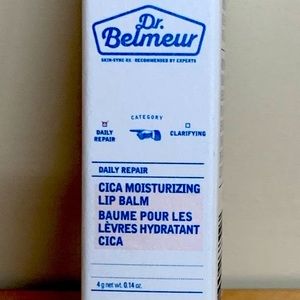 Dr.
Belmeur
SKIN-SYNC RX RECOMMENDED BY EXPERTS
CATEGORY
DAILY
REPAIR
CLARIFYING
DAILY REPAIR
CICA MOISTURIZING
LIP BALM
BAUME POUR LES
LÈVRES HYDRATANT
CICA
4 g net wt. 0.14 oz.